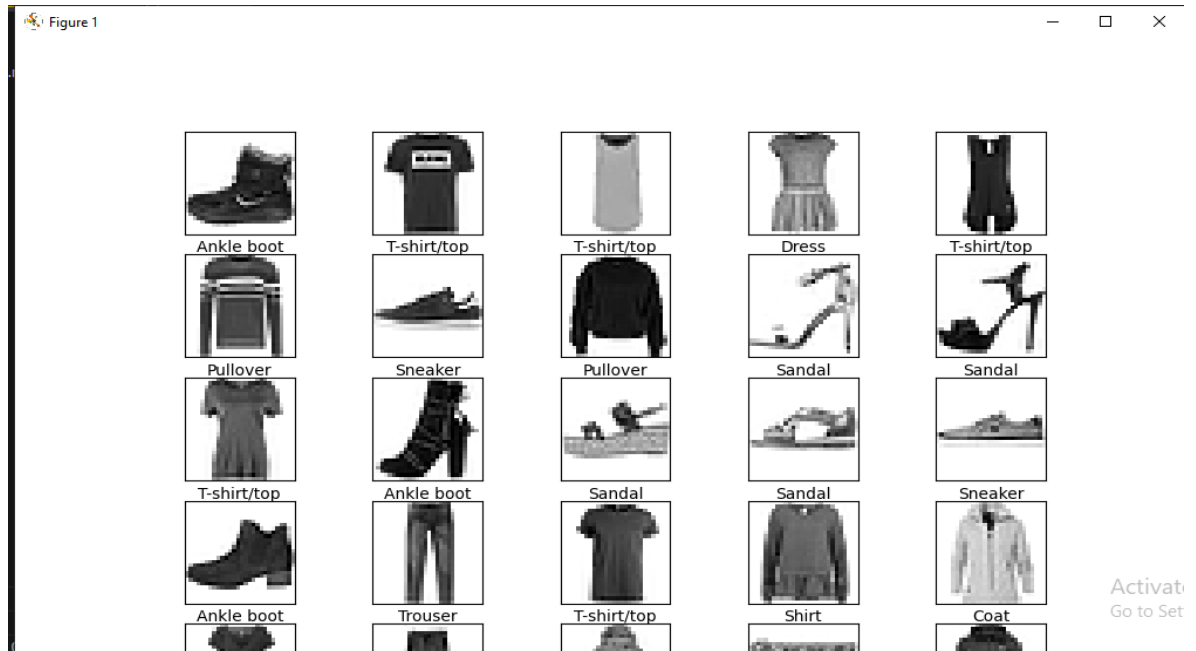 Figure 1
Ankle boot T-shirt/top T-shirt/top Dress T-shirt/top
Pullover Sneaker Pullover Sandal Sandal
T-shirt/top Ankle boot Sandal Sandal Sneaker
Ankle boot Trouser T-shirt/top Shirt Coat
Activate
Go to Set